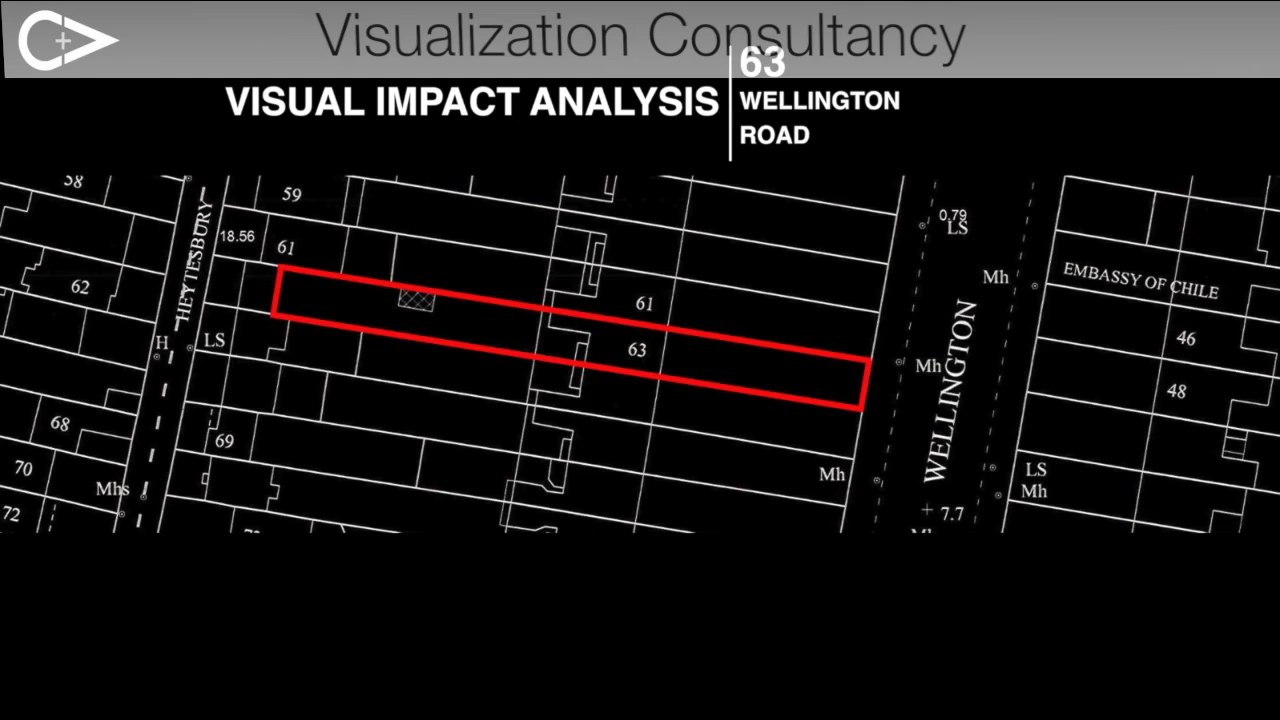 Visualization Consultancy
VISUAL IMPACT ANALYSIS
63
WELLINGTON
ROAD
58
59
HEYTESBURY
18.56
61
62
0.79
LS
Mh
EMBASSY OF CHILE
61
63
46
H
LS
Mh
WELLINGTON
48
68
69
70
Mh
LS
Mhs
Mh
72
7.7